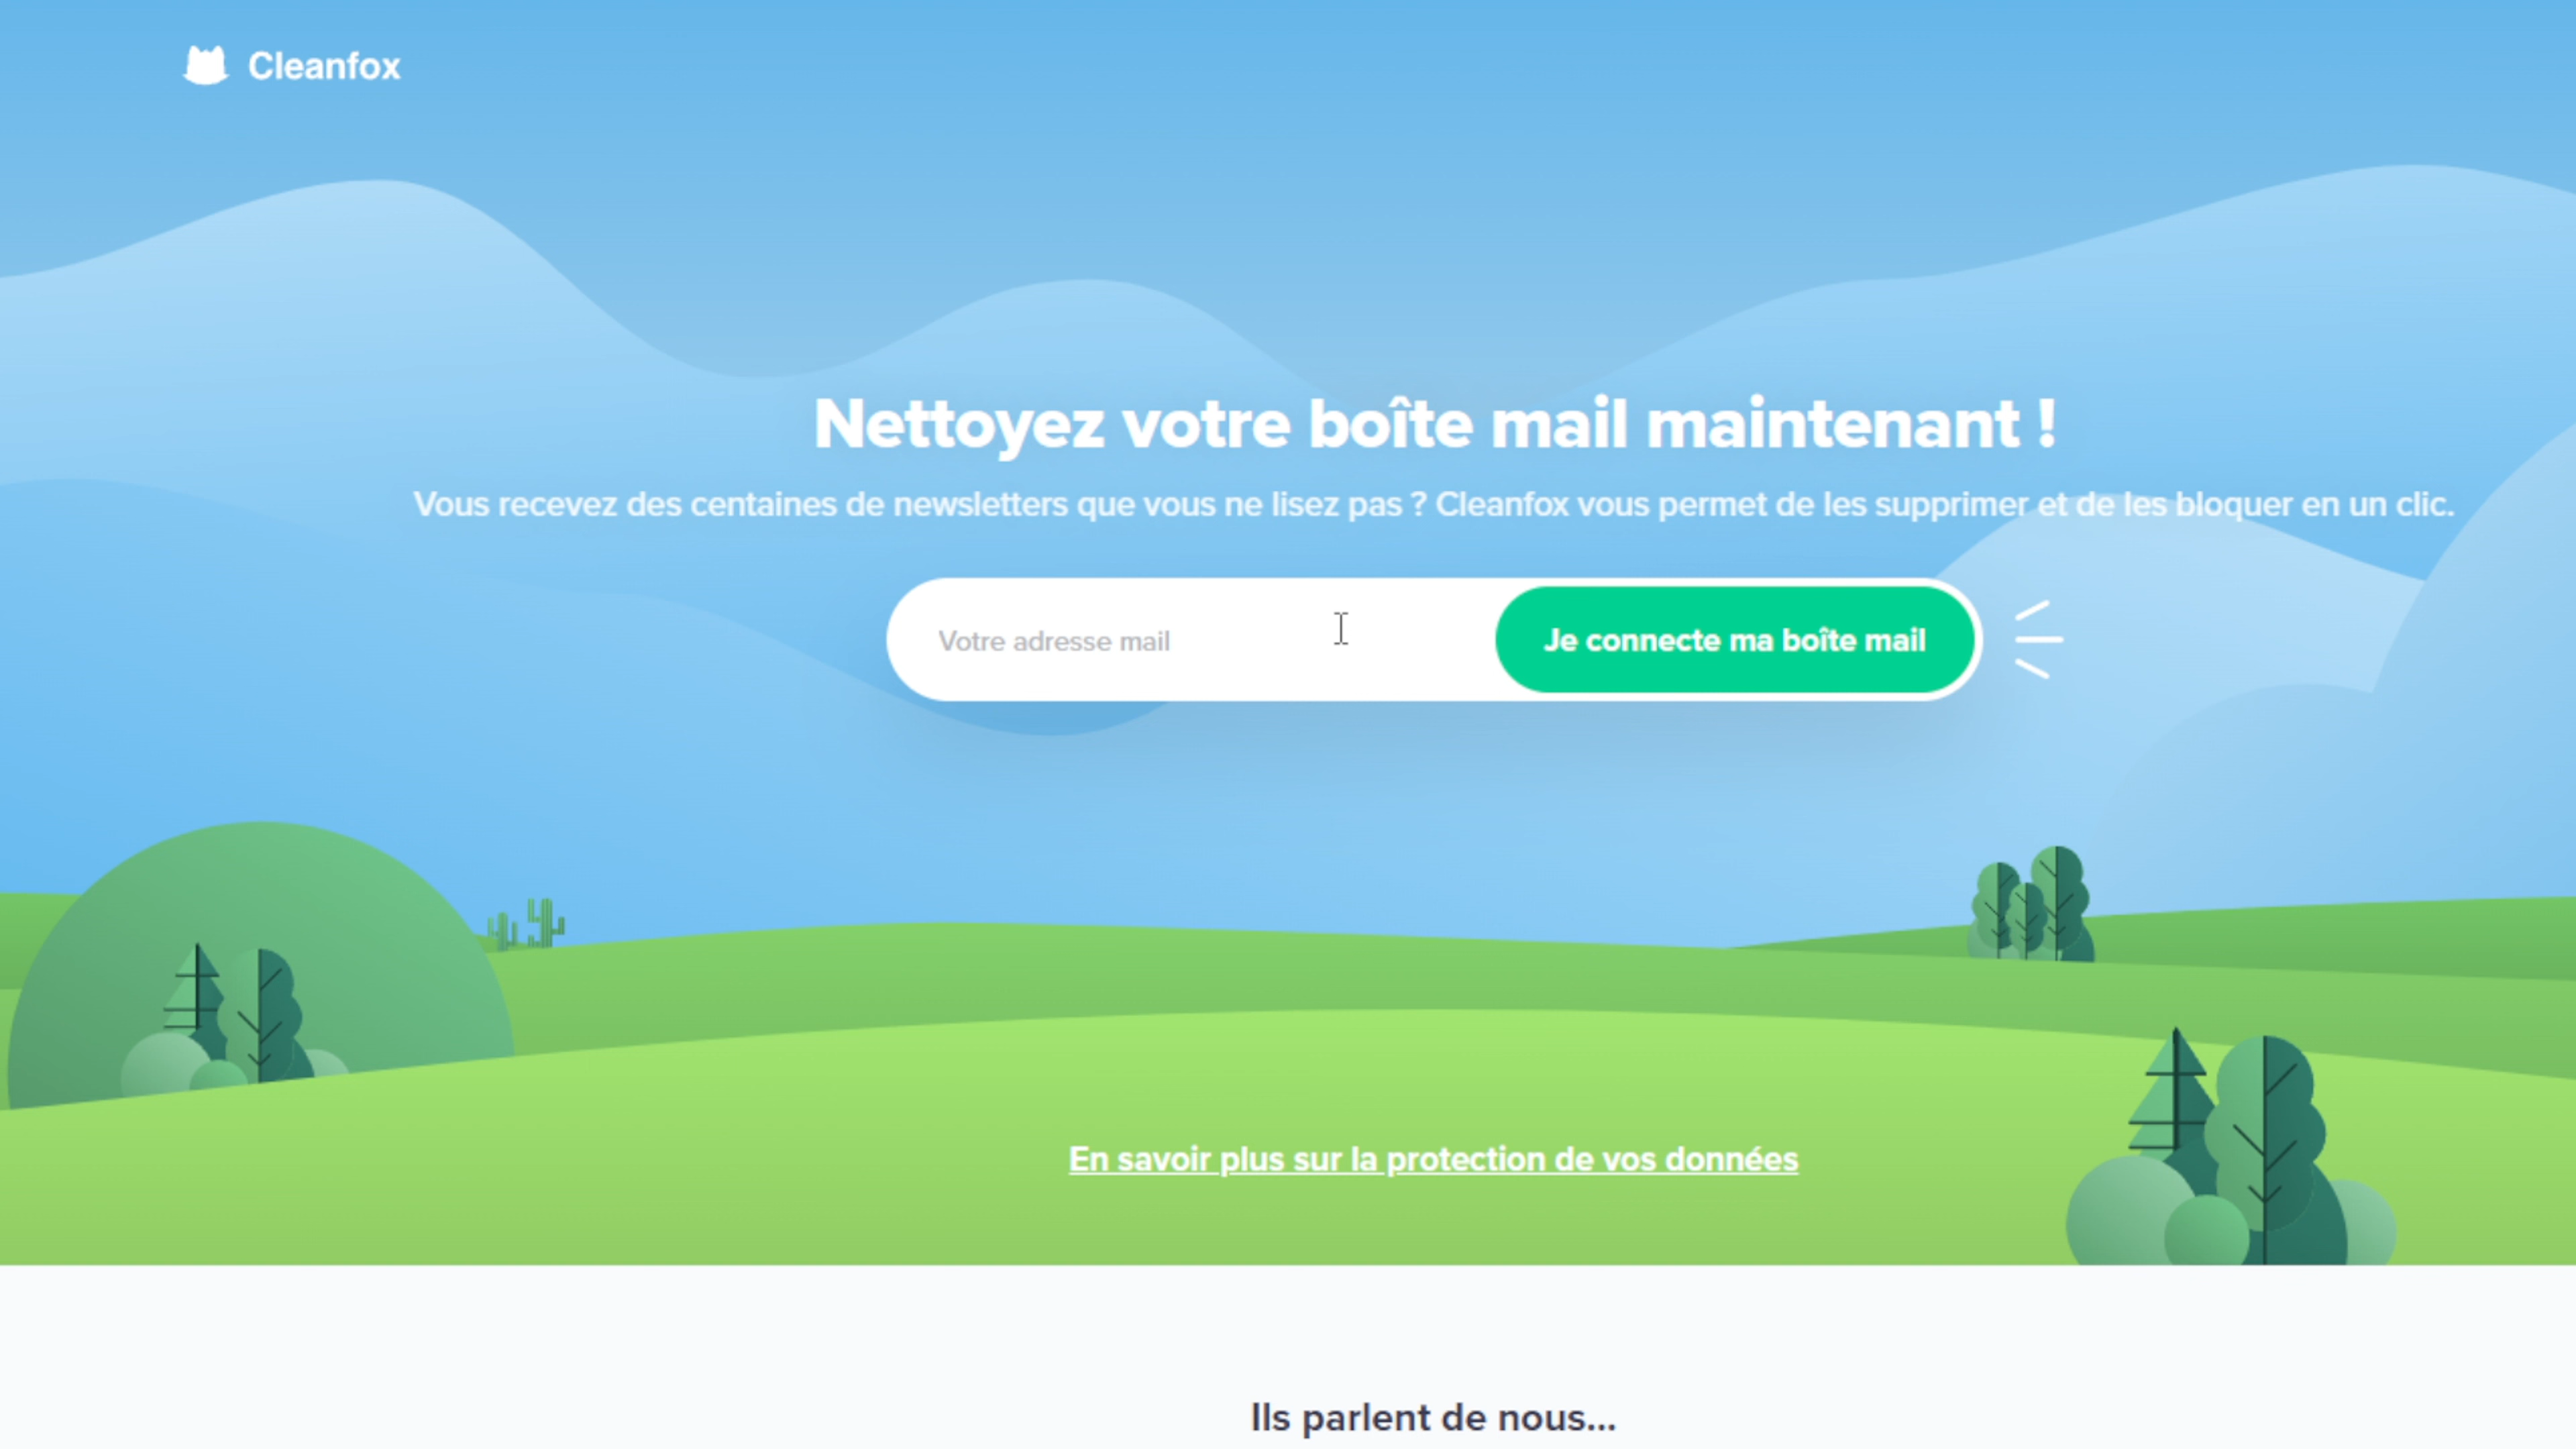 Cleanfox
Nettoyez votre boîte mail maintenant !
Vous recevez des centaines de newsletters que vous ne lisez pas ? Cleanfox vous permet de les supprimer et de les bloquer en un clic.
Votre adresse mail
Je connecte ma boîte mail
En savoir plus sur la protection de vos données
Ils parlent de nous...